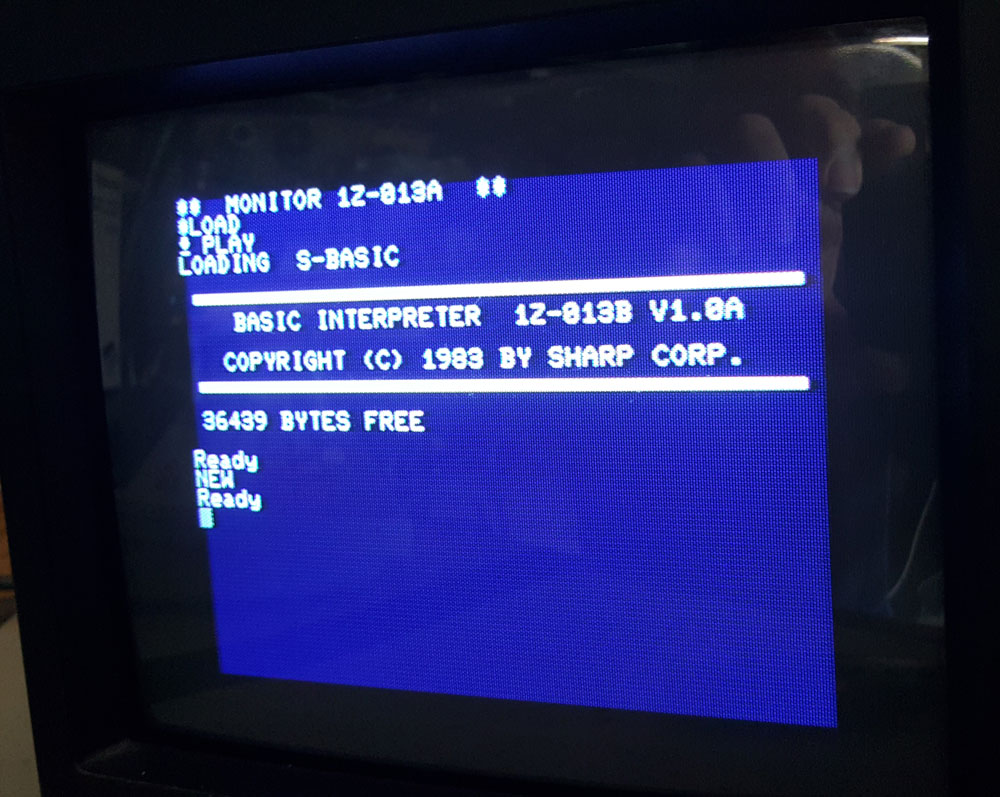 ** MONITOR 1Z-013A **
*LOAD
± PLAY
LOADING S-BASIC
BASIC INTERPRETER 1Z-013B V1.0A
COPYRIGHT (C) 1983 BY SHARP CORP.
36439 BYTES FREE
Ready
NEW
Ready